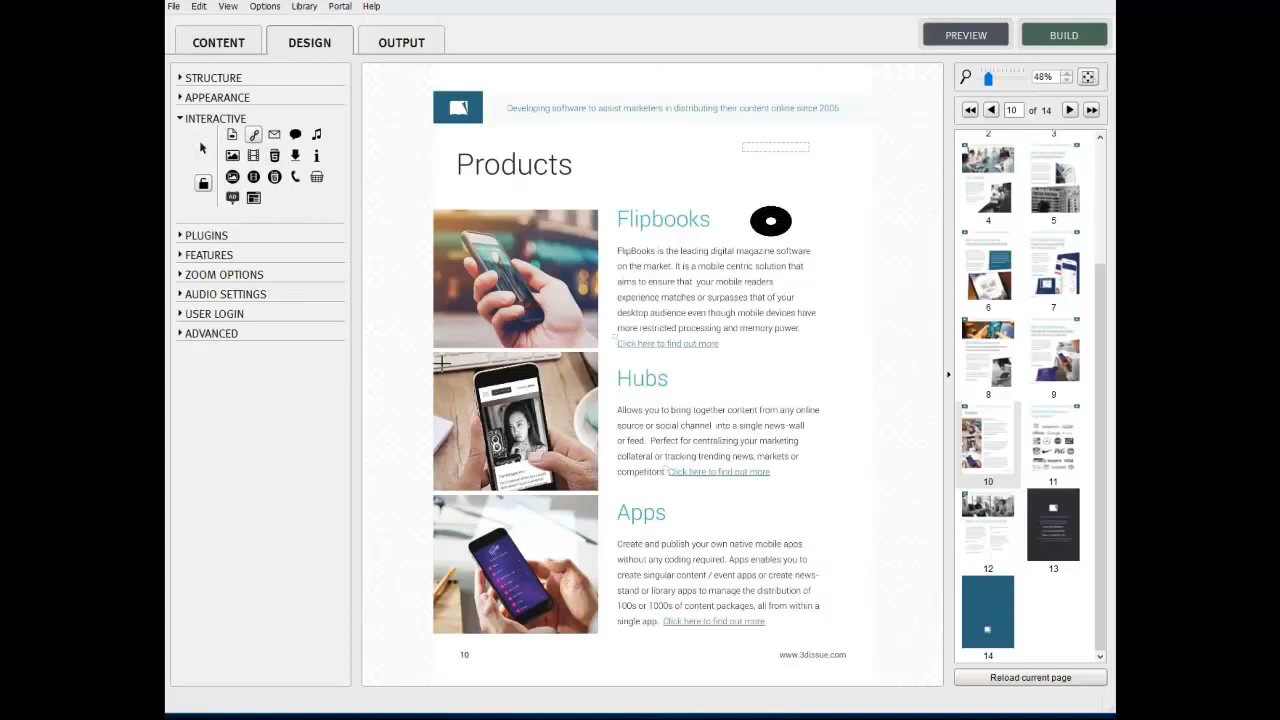 File Edit View Options Library Portal Help
CONTENT DESIGN OUTPUT PREVIEW BUILD
STRUCTURE
APPEARANCE
INTERACTIVE
PLUGINS
FEATURES
ZOOM OPTIONS
AUDIO SETTINGS
USER LOGIN
ADVANCED
Developing software to assist marketers in distributing their content online since 2006
Products
Flipbooks
FlipBooks is the leading digital magazine software
on the market. It is a mobile centric solution that
aims to ensure that your mobile readers
experience matches or surpasses that of your
desktop audience even though mobile devices have
more restricted processing and memory power.
Click here to find out more
Hubs
Allows you to bring together content from any online
source or social channel into a single news-wall
or feed. Perfect for centralizing your marketing
collateral or tracking trending news, markets or
competitors. Click here to find out more
Apps
Create and publish your own native mobile apps
without any coding required. Apps enables you to
create singular content / event apps or create news-
stand or library apps to manage the distribution of
100s or 1000s of content packages, all from within a
single app. Click here to find out more
10 www.3dissue.com
48%
10 of 14
2 3
4 5
6 7
8 9
10 11
12 13
14
Reload current page